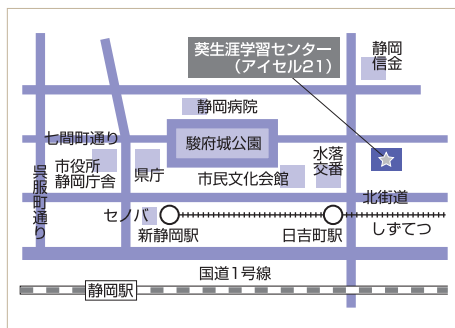 葵生涯学習センター
（アイセル21）
静岡
信金
静岡病院
七間町通り
駿府城公園
水落
交番
市役所
静岡庁舎
県庁
市民文化会館
呉服町通り
北街道
セノバ
新静岡駅
日吉町駅
しずてつ
国道1号線
静岡駅